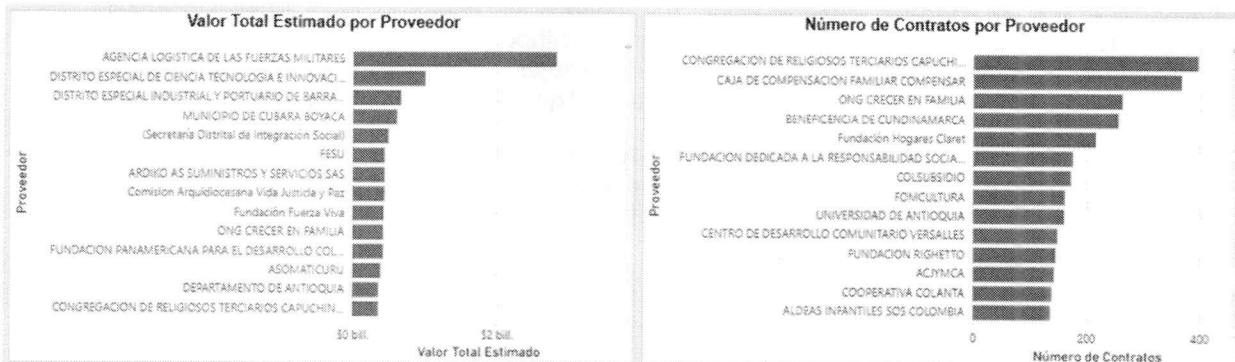 Valor Total Estimado por Proveedor
Proveedor
AGENCIA LOGISTICA DE LAS FUERZAS MILITARES
DISTRITO ESPECIAL DE CIENCIA TECNOLOGIA E INNOVACI...
DISTRITO ESPECIAL INDUSTRIAL Y PORTUARIO DE BARRA...
MUNICIPIO DE CUBARA BOYACA
(Secretaría Distrital de Integración Social)
FESU
ARDIKO AS SUMINISTROS Y SERVICIOS SAS
Comision Arquidiocesana Vida Justicia y Paz
Fundación Fuerza Viva
ONG CRECER EN FAMILIA
FUNDACION PANAMERICANA PARA EL DESARROLLO COL...
ASOMATICURU
DEPARTAMENTO DE ANTIOQUIA
CONGREGACION DE RELIGIOSOS TERCIARIOS CAPUCHIN...
$0 bill.
$2 bill.
Valor Total Estimado
Número de Contratos por Proveedor
Proveedor
CONGREGACION DE RELIGIOSOS TERCIARIOS CAPUCHI...
CAJA DE COMPENSACION FAMILIAR COMPENSAR
ONG CRECER EN FAMILIA
BENEFICENCIA DE CUNDINAMARCA
Fundación Hogares Claret
FUNDACION DEDICADA A LA RESPONSABILIDAD SOCIA...
COLSUBSIDIO
FOMCULTURA
UNIVERSIDAD DE ANTIOQUIA
CENTRO DE DESARROLLO COMUNITARIO VERSALLES
FUNDACION RIGHETTO
ACJYMCA
COOPERATIVA COLANTA
ALDEAS INFANTILES SOS COLOMBIA
0
200
400
Número de Contratos